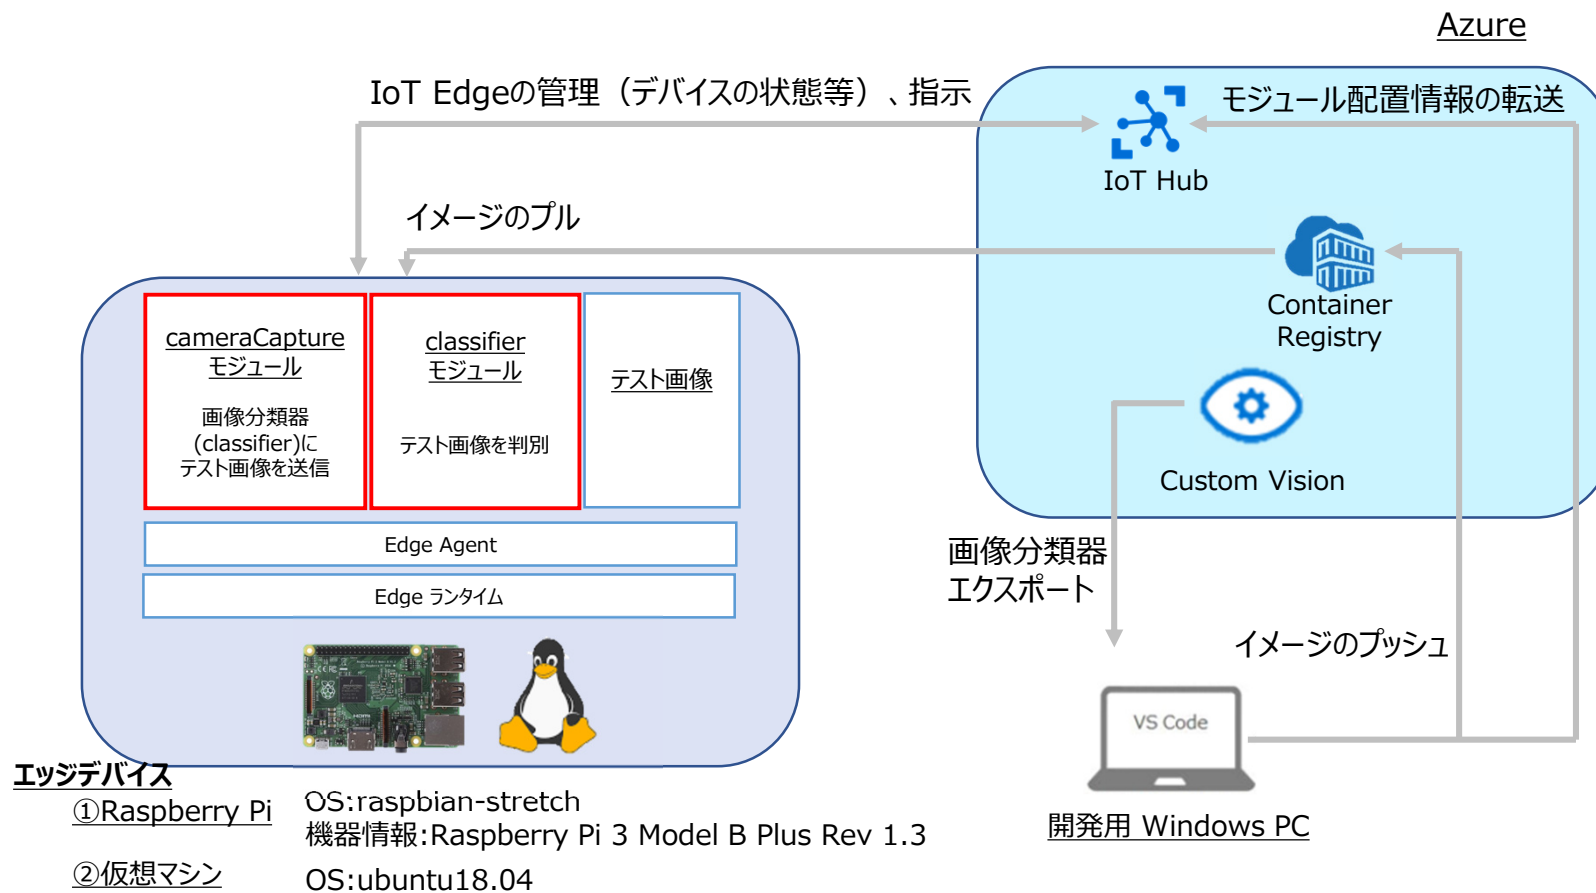 Azure
IoT Edgeの管理（デバイスの状態等）、指示
モジュール配置情報の転送
IoT Hub
イメージのプル
Container
Registry
cameraCapture
モジュール
画像分類器
(classifier)に
テスト画像を送信
classifier
モジュール
テスト画像を判別
テスト画像
Custom Vision
Edge Agent
Edge ランタイム
画像分類器
エクスポート
イメージのプッシュ
VS Code
開発用 Windows PC
エッジデバイス
①Raspberry Pi
OS:raspbian-stretch
機器情報:Raspberry Pi 3 Model B Plus Rev 1.3
②仮想マシン
OS:ubuntu18.04